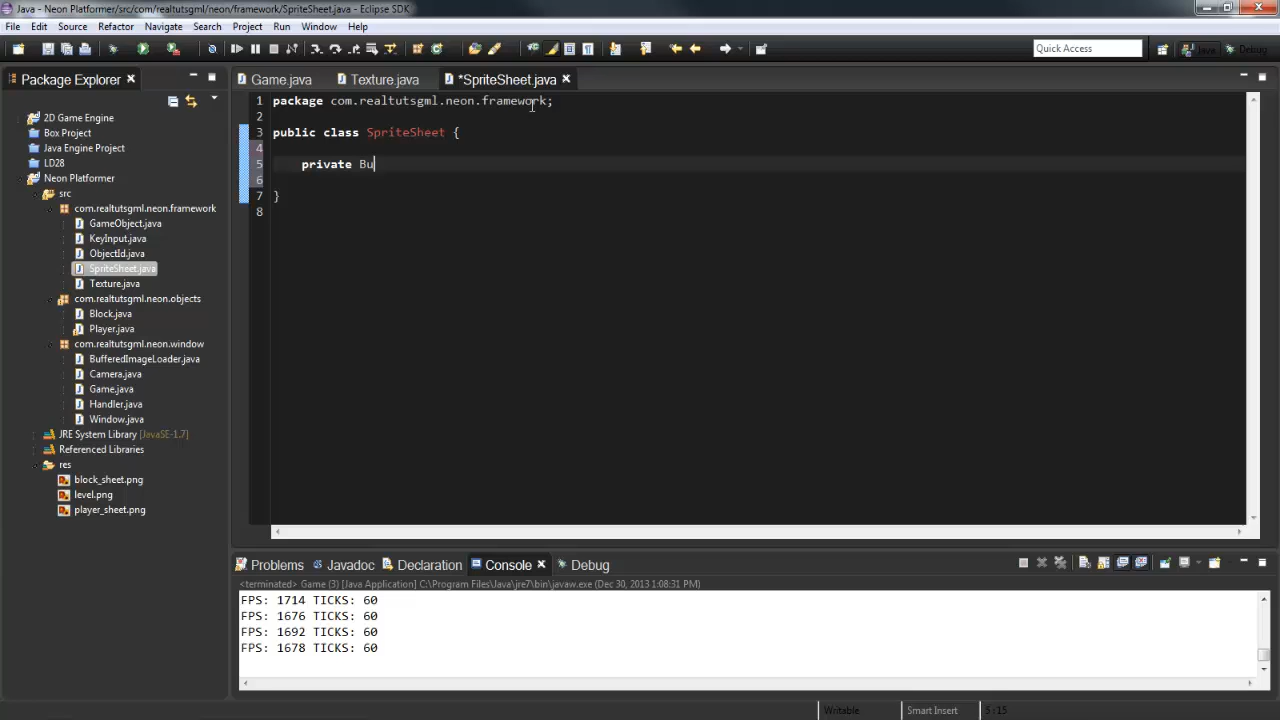 Java - Neon Platformer/src/com/realtutsgml/neon/framework/SpriteSheet.java - Eclipse SDK
File Edit Source Refactor Navigate Search Project Run Window Help
Quick Access
Java
Debug
Package Explorer
Game.java
Texture.java
*SpriteSheet.java
2D Game Engine
Box Project
Java Engine Project
LD28
Neon Platformer
src
com.realtutsgml.neon.framework
GameObject.java
KeyInput.java
ObjectId.java
SpriteSheet.java
Texture.java
com.realtutsgml.neon.objects
Block.java
Player.java
com.realtutsgml.neon.window
BufferedImageLoader.java
Camera.java
Game.java
Handler.java
Window.java
JRE System Library [JavaSE-1.7]
Referenced Libraries
res
block_sheet.png
level.png
player_sheet.png
1 package com.realtutsgml.neon.framework;
2
3 public class SpriteSheet {
4
5 private Bu
6
7 }
8
Problems Javadoc Declaration Console Debug
<terminated> Game (3) [Java Application] C:\Program Files\Java\jre7\bin\javaw.exe (Dec 30, 2013 1:08:31 PM)
FPS: 1714 TICKS: 60
FPS: 1676 TICKS: 60
FPS: 1692 TICKS: 60
FPS: 1678 TICKS: 60
Writable Smart Insert 5:15